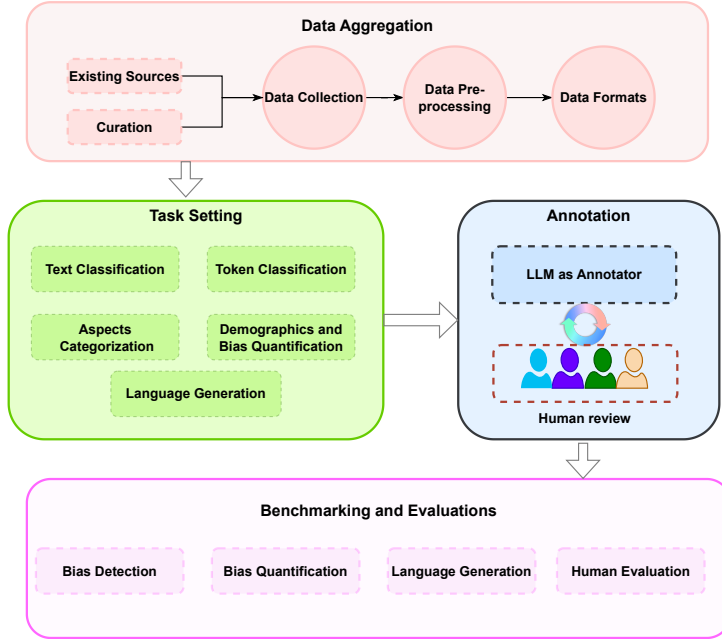 Data Aggregation
Existing Sources
Curation
Data Collection
Data Pre-
processing
Data Formats
Task Setting
Text Classification
Token Classification
Aspects
Categorization
Demographics and
Bias Quantification
Language Generation
Annotation
LLM as Annotator
Human review
Benchmarking and Evaluations
Bias Detection
Bias Quantification
Language Generation
Human Evaluation